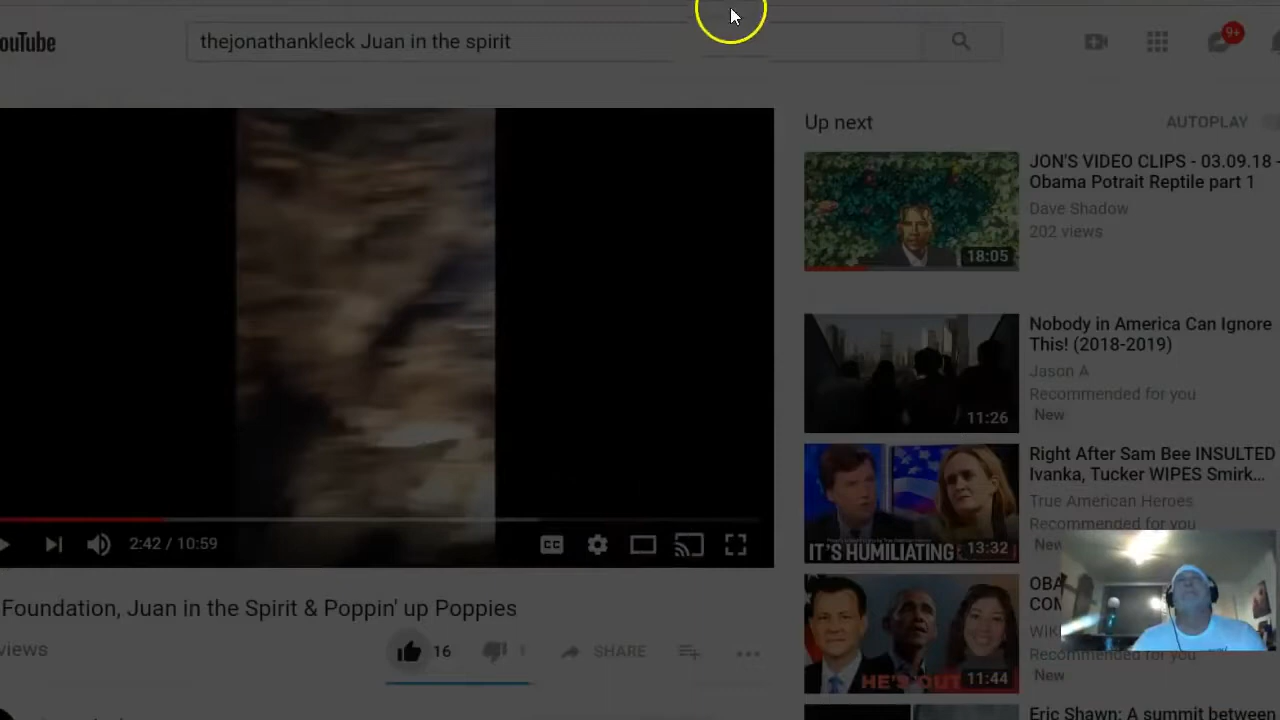 ouTube
thejonathankleck Juan in the spirit
9+
Up next
AUTOPLAY
JON'S VIDEO CLIPS - 03.09.18 -
Obama Potrait Reptile part 1
Dave Shadow
202 views
18:05
Nobody in America Can Ignore
This! (2018-2019)
Jason A
Recommended for you
New
11:26
Right After Sam Bee INSULTED
Ivanka, Tucker WIPES Smirk...
True American Heroes
Recommended for you
New
IT'S HUMILIATING
13:32
CC
2:42 / 10:59
OBA
CON
WIK
Recommended for you
New
HE'S OUT
11:44
Foundation, Juan in the Spirit & Poppin' up Poppies
views
16
1
SHARE
Eric Shawn: A summit between